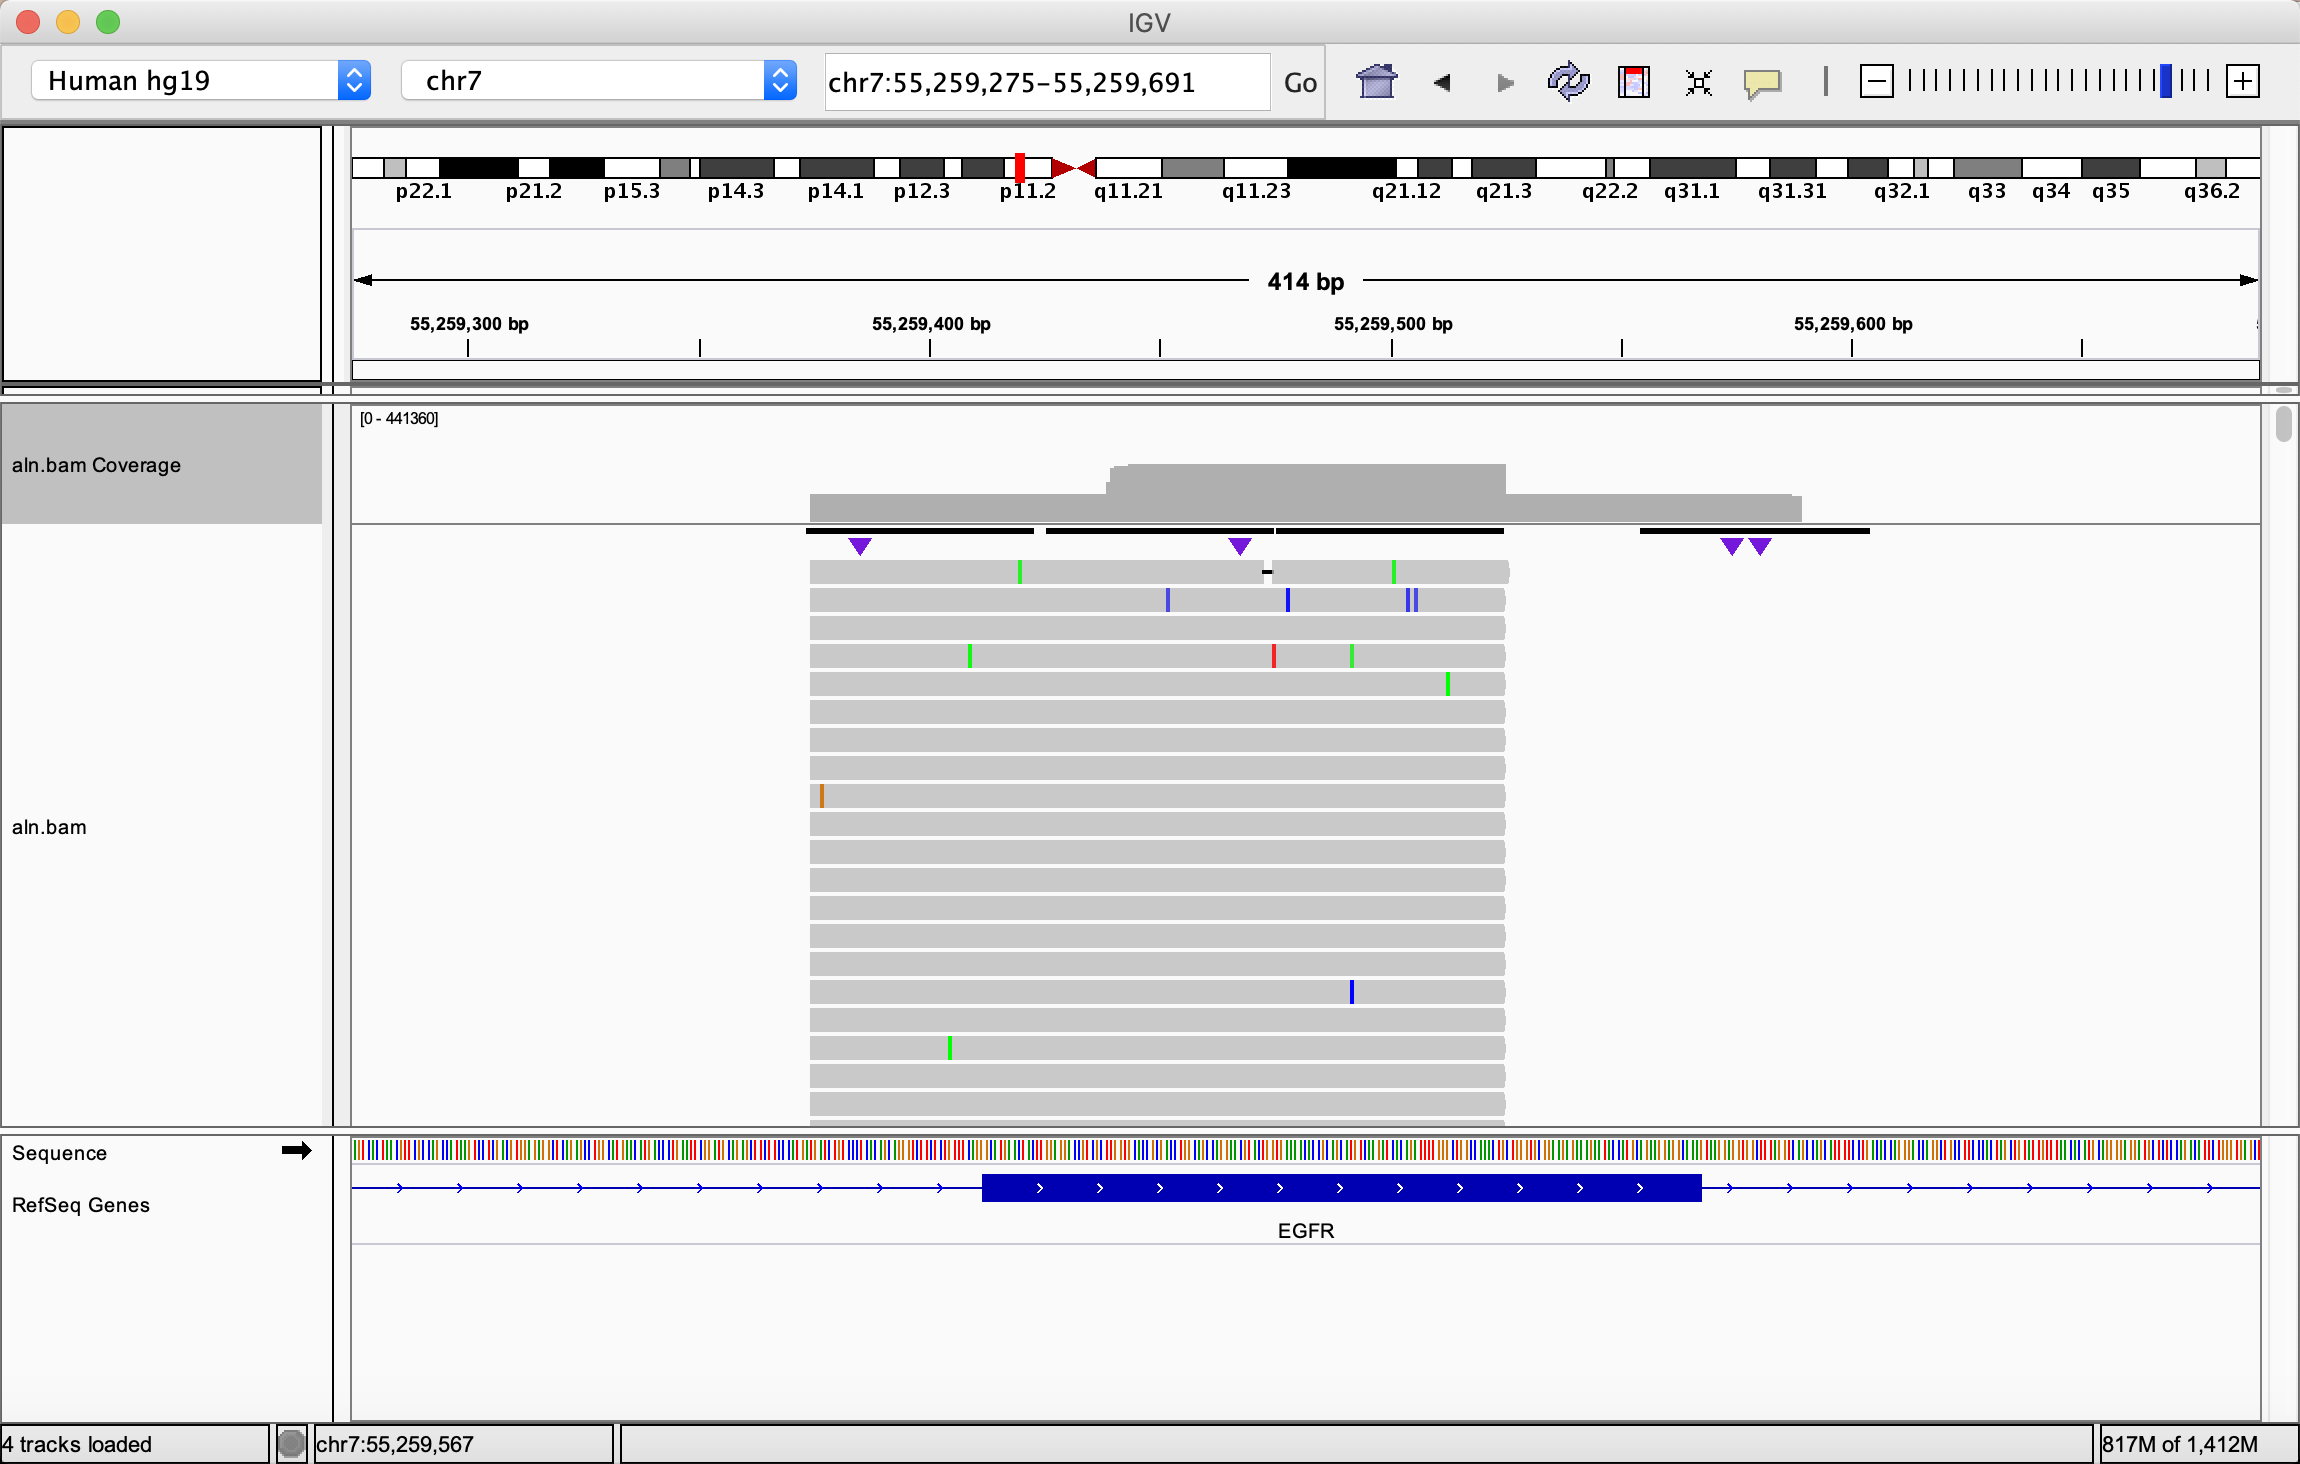 IGV
Human hg19 chr7 chr7:55,259,275-55,259,691 Go
p22.1 p21.2 p15.3 p14.3 p14.1 p12.3 p11.2 q11.21 q11.23 q21.12 q21.3 q22.2 q31.1 q31.31 q32.1 q33 q34 q35 q36.2
414 bp
55,259,300 bp 55,259,400 bp 55,259,500 bp 55,259,600 bp
[0 - 441360]
aln.bam Coverage
aln.bam
Sequence
RefSeq Genes
EGFR
4 tracks loaded chr7:55,259,567 817M of 1,412M